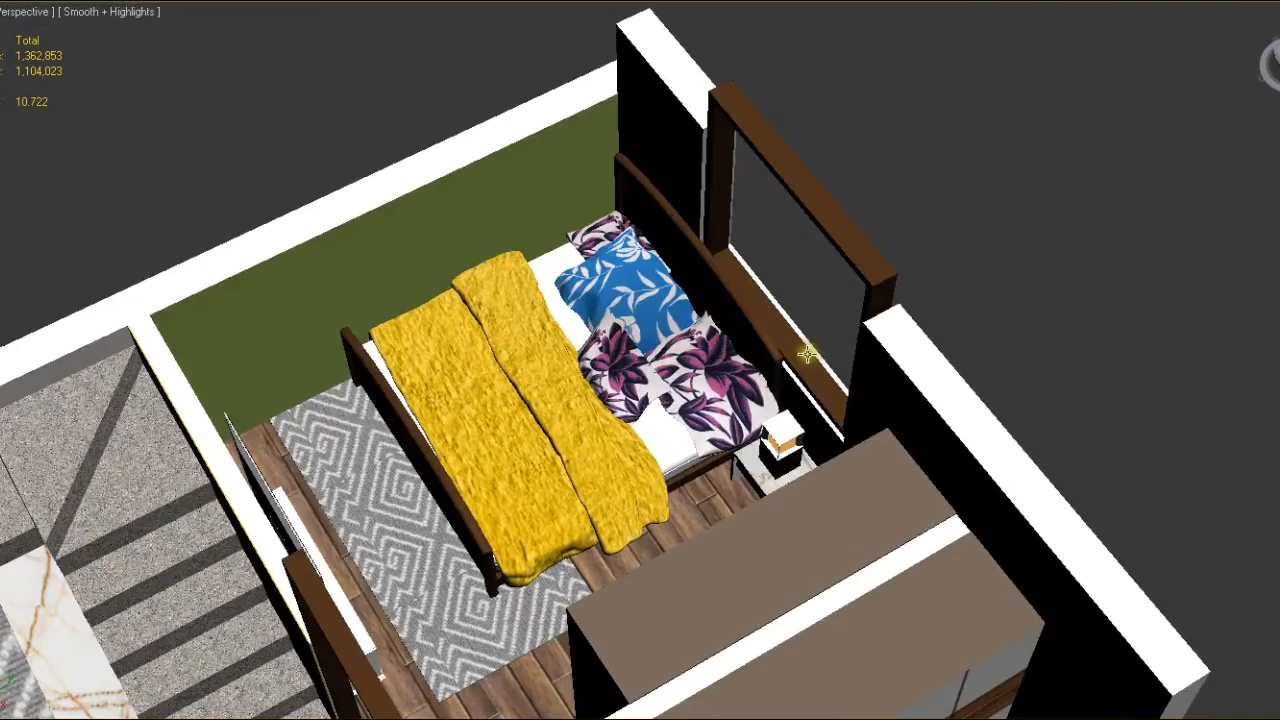 erspective ] [ Smooth + Highlights ]
Total
1,362,853
1,104,023
10.722